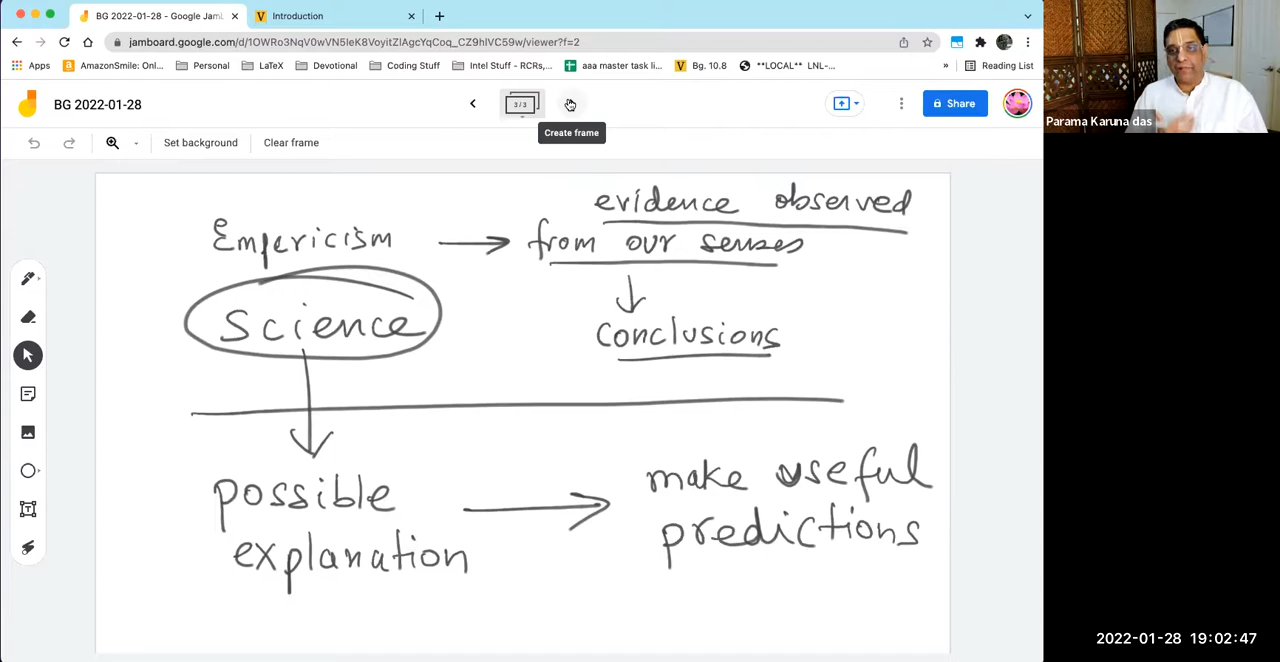 BG 2022-01-28 - Google Jam
Introduction
jamboard.google.com/d/1OWRo3NqV0wVN5leK8VoyitZIAgcYqCoq_CZ9hIVC59w/viewer?f=2
Apps
AmazonSmile: Onl...
Personal
LaTeX
Devotional
Coding Stuff
Intel Stuff - RCRs,...
aaa master task li...
Bg. 10.8
**LOCAL** LNL-...
»
Reading List
BG 2022-01-28
3 / 3
Share
Parama Karuna das
Create frame
Set background
Clear frame
evidence observed
Empericism → from our senses
Science
↓
Conclusions
possible → make useful
explanation predictions
2022-01-28 19:02:47